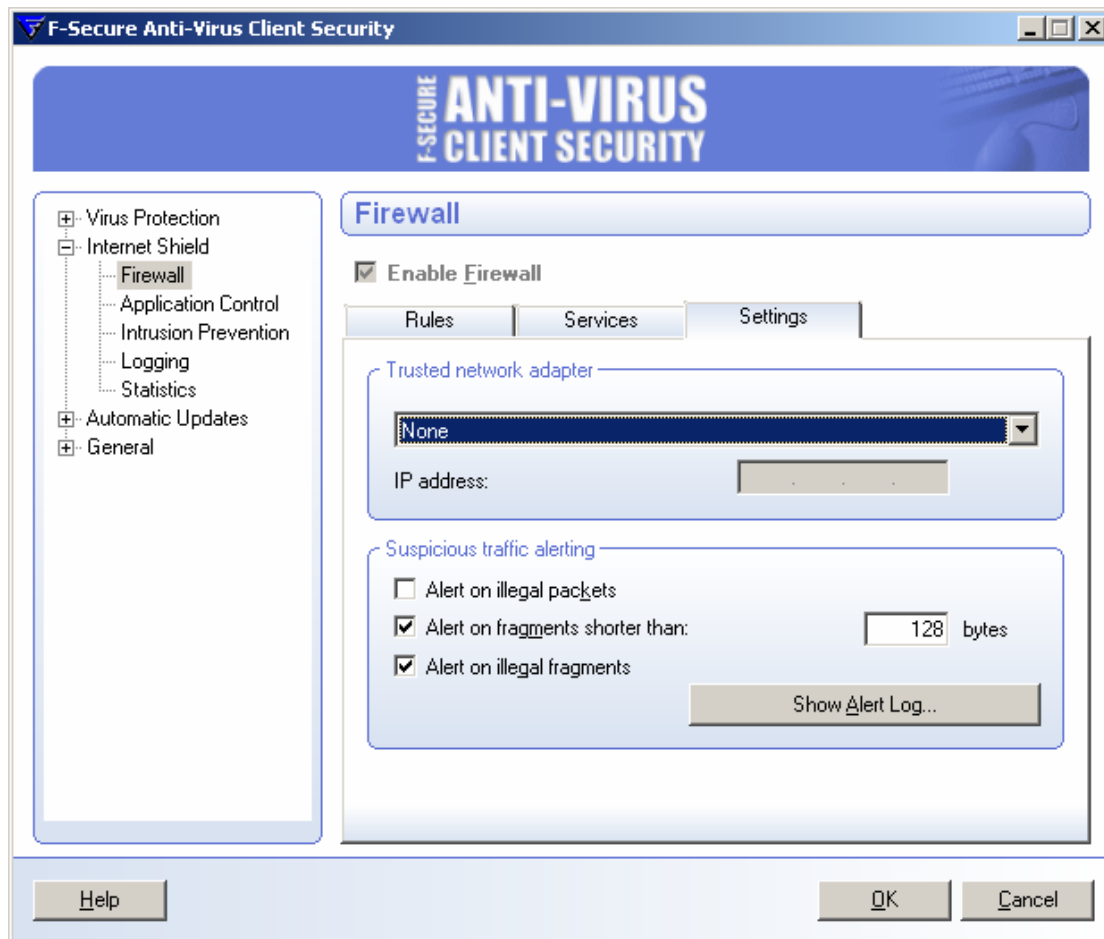 F-Secure Anti-Virus Client Security
F-SECURE
ANTI-VIRUS
CLIENT SECURITY
Virus Protection
Internet Shield
Firewall
Application Control
Intrusion Prevention
Logging
Statistics
Automatic Updates
General
Firewall
Enable Firewall
Rules Services Settings
Trusted network adapter
None
IP address: . . .
Suspicious traffic alerting
Alert on illegal packets
Alert on fragments shorter than: 128 bytes
Alert on illegal fragments
Show Alert Log...
Help OK Cancel